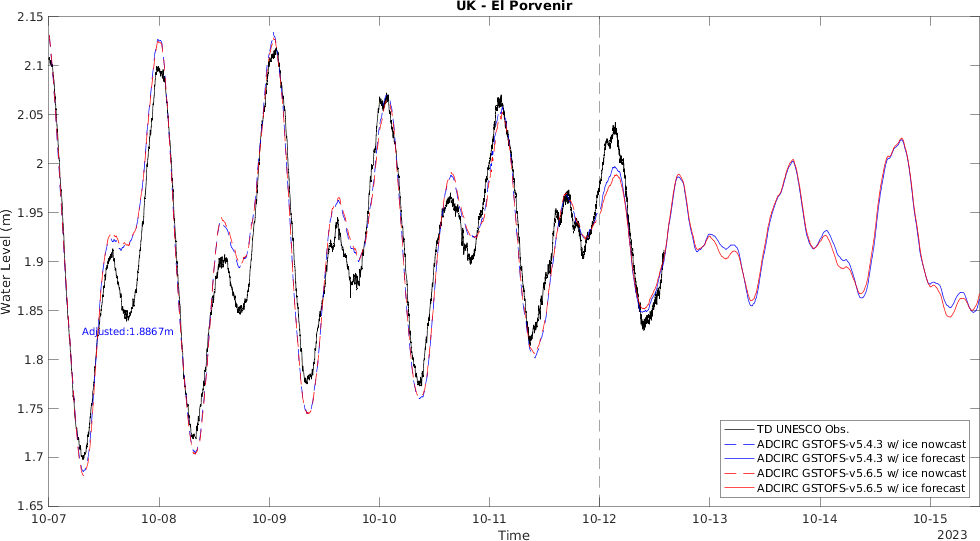 UK - El Porvenir
2.15
2.1
2.05
2
1.95
1.9
1.85
1.8
1.75
1.7
1.65
Water Level (m)
Adjusted:1.8867m
TD UNESCO Obs.
ADCIRC GSTOFS-v5.4.3 w/ ice nowcast
ADCIRC GSTOFS-v5.4.3 w/ ice forecast
ADCIRC GSTOFS-v5.6.5 w/ ice nowcast
ADCIRC GSTOFS-v5.6.5 w/ ice forecast
10-07 10-08 10-09 10-10 10-11 10-12 10-13 10-14 10-15
Time
2023